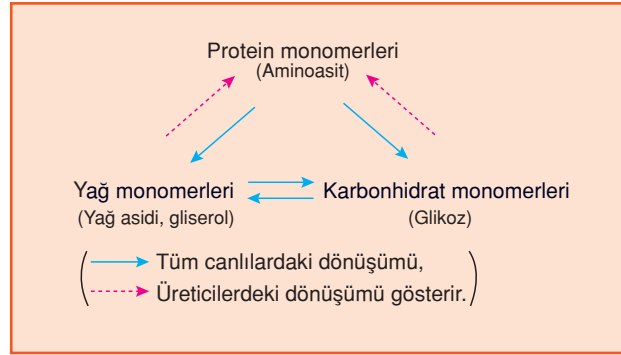 Protein monomerleri
(Aminoasit)
Yağ monomerleri
Karbonhidrat monomerleri
(Yağ asidi, gliserol)
(Glikoz)
Tüm canlılardaki dönüşümü,
Üreticilerdeki dönüşümü gösterir.